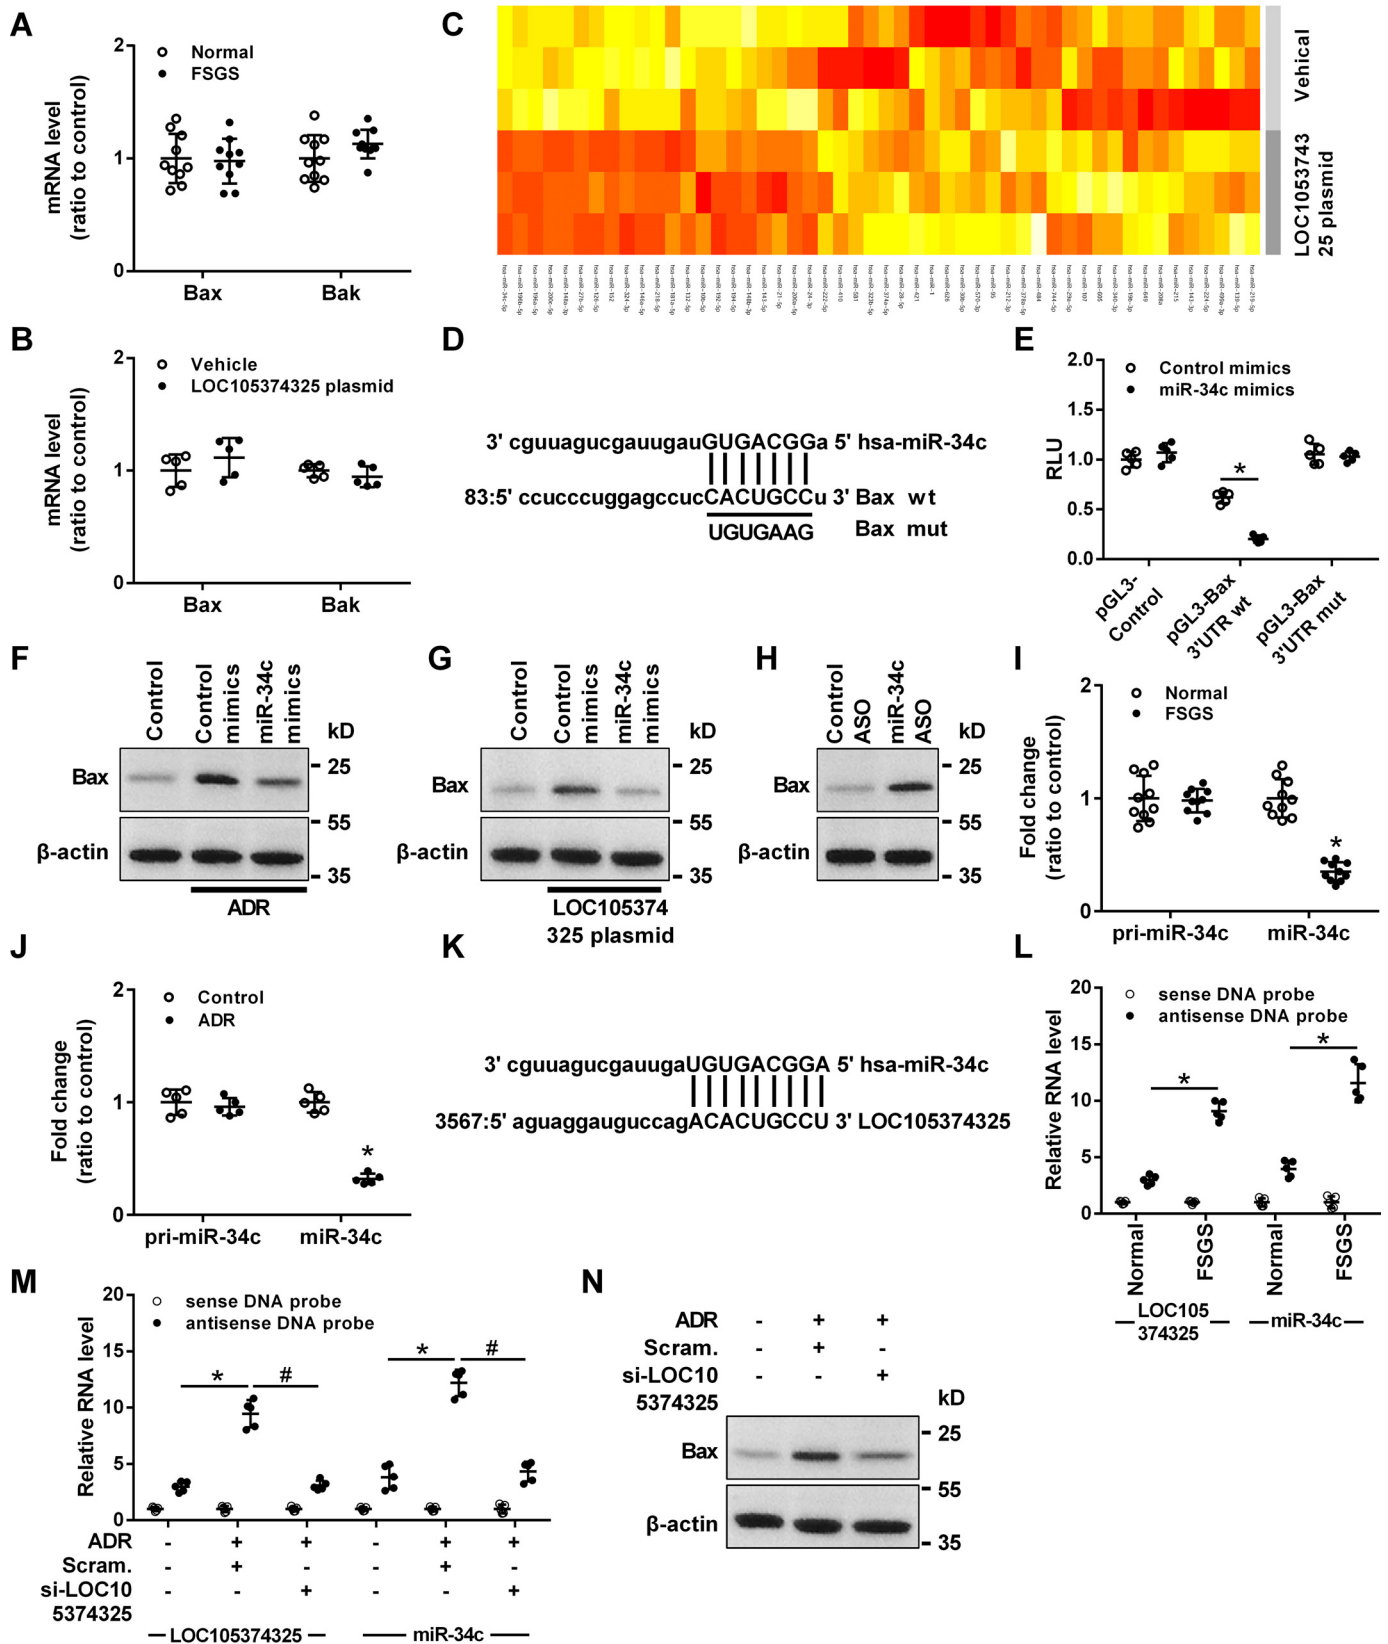 A
2
1
0
mRNA level
(ratio to control)
Normal
FSGS
Bax
Bak
C
Vehical
LOC1053743
25 plasmid
B
2
1
0
mRNA level
(ratio to control)
Vehicle
LOC105374325 plasmid
Bax
Bak
D
3' cguuagucgauugauGUGACGGa 5' hsa-miR-34c
83:5' ccucccuggagccucCACUGCCu 3' Bax wt
UGUGAAG Bax mut
E
2.0
1.5
1.0
0.5
0.0
RLU
Control mimics
miR-34c mimics
*
pGL3-
Control
pGL3-Bax
3'UTR wt
pGL3-Bax
3'UTR mut
F
Control
Control
mimics
miR-34c
mimics
kD
Bax
25
55
β-actin
35
ADR
G
Control
Control
mimics
miR-34c
mimics
kD
Bax
25
55
β-actin
35
LOC105374
325 plasmid
H
Control
ASO
miR-34c
ASO
kD
Bax
25
55
β-actin
35
I
2
1
0
Fold change
(ratio to control)
Normal
FSGS
*
pri-miR-34c
miR-34c
J
2
1
0
Fold change
(ratio to control)
Control
ADR
*
pri-miR-34c
miR-34c
K
3' cguuagucgauugaUGUGACGGA 5' hsa-miR-34c
3567:5' aguaggauguccagACACUGCCU 3' LOC105374325
L
20
15
10
5
0
Relative RNA level
sense DNA probe
antisense DNA probe
*
*
Normal
FSGS
Normal
FSGS
LOC105
374325
miR-34c
M
20
15
10
5
0
Relative RNA level
sense DNA probe
antisense DNA probe
* #
* #
ADR - + + - + +
Scram. - + - - + -
si-LOC10 - - + - - +
5374325
LOC105374325
miR-34c
N
ADR - + +
Scram. - + -
si-LOC10 - - +
5374325
kD
Bax
25
55
β-actin
35